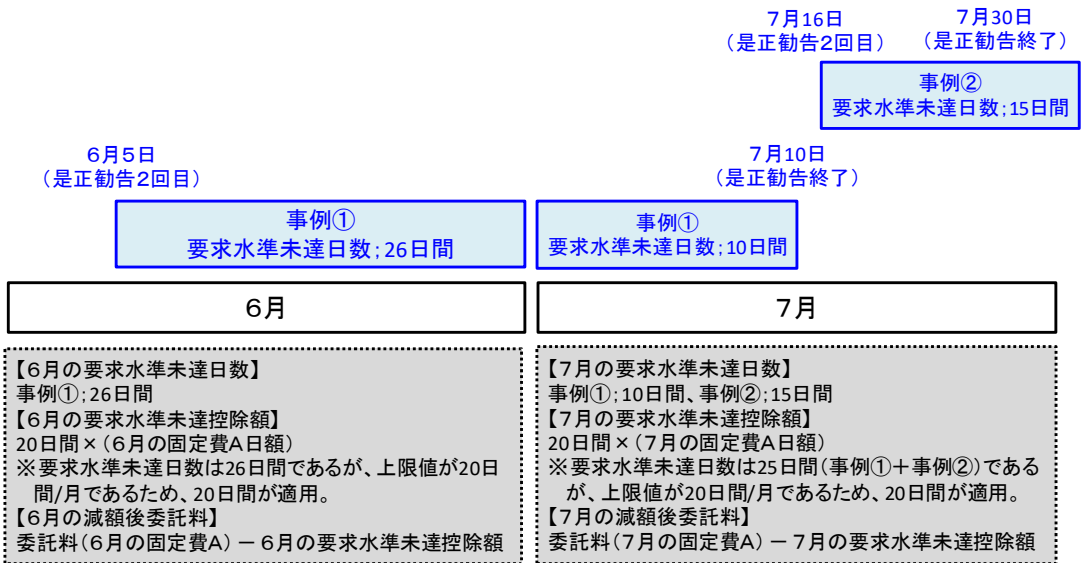 7月16日
(是正勧告2回目)
7月30日
(是正勧告終了)
事例②
要求水準未達日数;15日間
6月5日
(是正勧告2回目)
7月10日
(是正勧告終了)
事例①
要求水準未達日数;26日間
事例①
要求水準未達日数;10日間
6月
7月
【6月の要求水準未達日数】
事例①;26日間
【6月の要求水準未達控除額】
20日間×(6月の固定費A日額)
※要求水準未達日数は26日間であるが、上限値が20日
間/月であるため、20日間が適用。
【6月の減額後委託料】
委託料(6月の固定費A)-6月の要求水準未達控除額
【7月の要求水準未達日数】
事例①;10日間、事例②;15日間
【7月の要求水準未達控除額】
20日間×(7月の固定費A日額)
※要求水準未達日数は25日間(事例①+事例②)である
が、上限値が20日間/月であるため、20日間が適用。
【7月の減額後委託料】
委託料(7月の固定費A)-7月の要求水準未達控除額